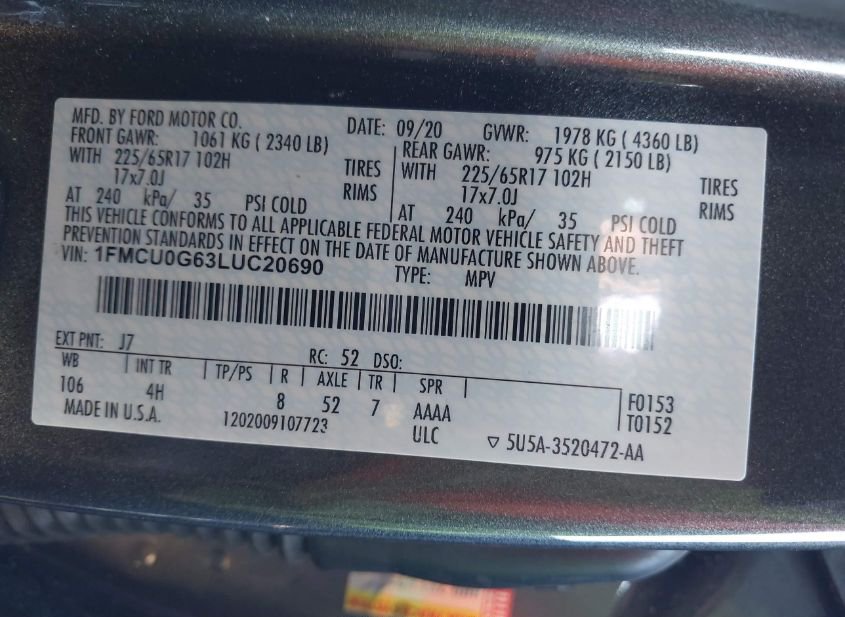 MFD. BY FORD MOTOR CO. DATE: 09/20 GVWR: 1978 KG ( 4360 LB)
FRONT GAWR: 1061 KG ( 2340 LB) REAR GAWR: 975 KG ( 2150 LB)
WITH 225/65R17 102H TIRES WITH 225/65R17 102H TIRES
17x7.0J RIMS 17x7.0J RIMS
AT 240 kPa/ 35 PSI COLD AT 240 kPa/ 35 PSI COLD
THIS VEHICLE CONFORMS TO ALL APPLICABLE FEDERAL MOTOR VEHICLE SAFETY AND THEFT
PREVENTION STANDARDS IN EFFECT ON THE DATE OF MANUFACTURE SHOWN ABOVE.
VIN: 1FMCU0G63LUC20690 TYPE: MPV
EXT PNT: J7 RC: 52 DSO:
WB INT TR TP/PS R AXLE TR SPR
106 4H 8 52 7 AAAA F0153
MADE IN U.S.A. 1202009107723 ULC T0152
▽ 5U5A-3520472-AA